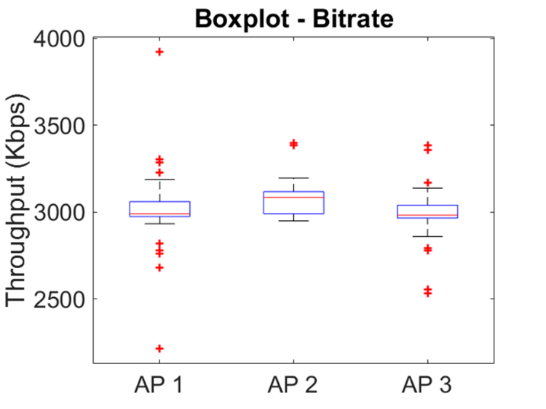 Boxplot - Bitrate
4000
3500
3000
2500
Throughput (Kbps)
AP 1 AP 2 AP 3